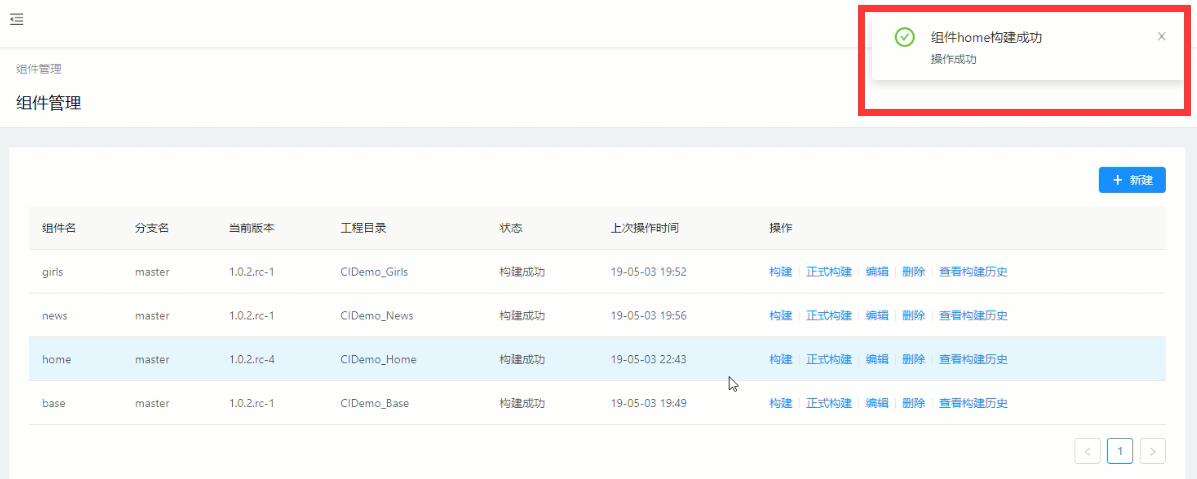 组件home构建成功
操作成功
组件管理
组件管理
新建
组件名 分支名 当前版本 工程目录 状态 上次操作时间 操作
girls master 1.0.2.rc-1 CIDemo_Girls 构建成功 19-05-03 19:52 构建 正式构建 编辑 删除 查看构建历史
news master 1.0.2.rc-1 CIDemo_News 构建成功 19-05-03 19:56 构建 正式构建 编辑 删除 查看构建历史
home master 1.0.2.rc-4 CIDemo_Home 构建成功 19-05-03 22:43 构建 正式构建 编辑 删除 查看构建历史
base master 1.0.2.rc-1 CIDemo_Base 构建成功 19-05-03 19:49 构建 正式构建 编辑 删除 查看构建历史
1